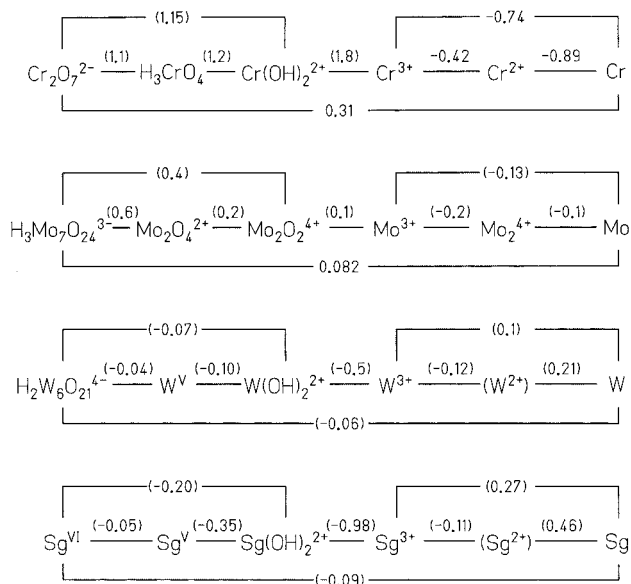 (1.15) -0.74
(1.1) (1.2) (1.8) -0.42 -0.89
Cr₂O₇²⁻ H₃CrO₄ Cr(OH)₂²⁺ Cr³⁺ Cr²⁺ Cr
0.31
(0.4) (-0.13)
(0.6) (0.2) (0.1) (-0.2) (-0.1)
H₃Mo₇O₂₄³⁻ Mo₂O₄²⁺ Mo₂O₂⁴⁺ Mo³⁺ Mo₂⁴⁺ Mo
0.082
(-0.07) (0.1)
(-0.04) (-0.10) (-0.5) (-0.12) (0.21)
H₂W₆O₂₁⁴⁻ Wⱽ W(OH)₂²⁺ W³⁺ (W²⁺) W
(-0.06)
(-0.20) (0.27)
(-0.05) (-0.35) (-0.98) (-0.11) (0.46)
Sgⱽᴵ Sgⱽ Sg(OH)₂²⁺ Sg³⁺ (Sg²⁺) Sg
(-0.09)